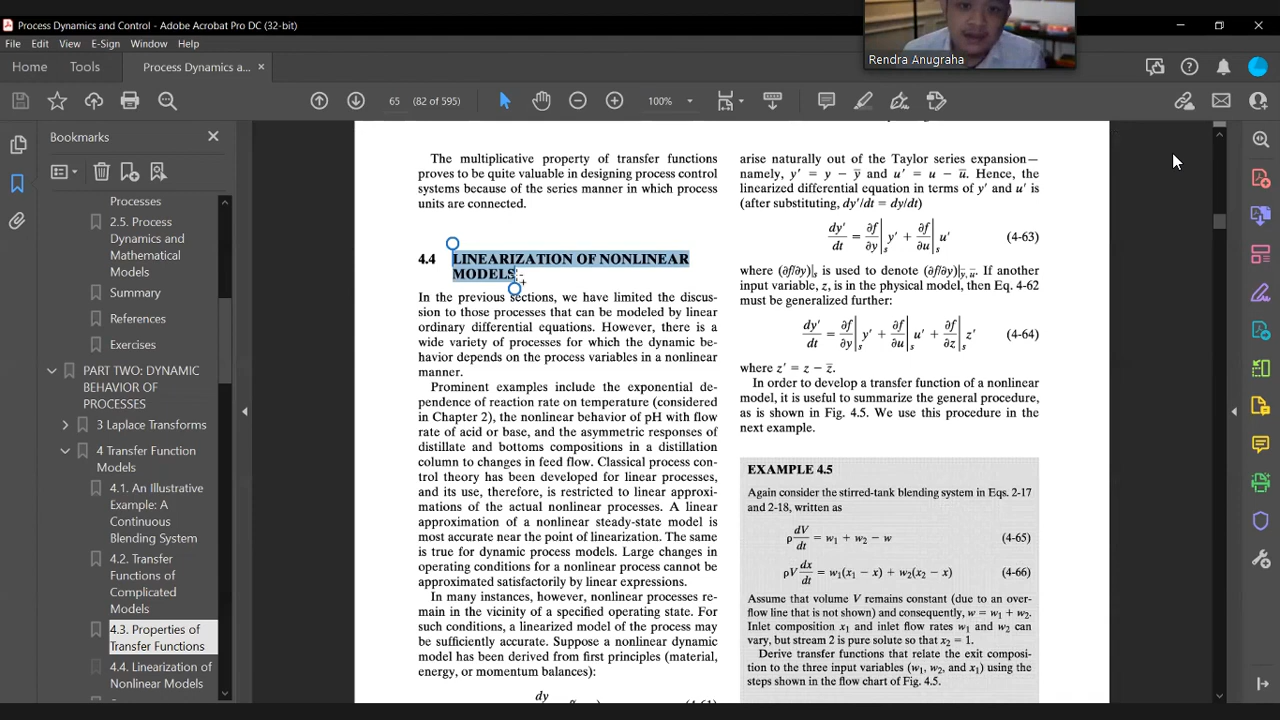 Process Dynamics and Control - Adobe Acrobat Pro DC (32-bit)
File Edit View E-Sign Window Help
Rendra Anugraha
Home Tools Process Dynamics a... ×
65 (82 of 595) 100%
Bookmarks
Processes
2.5. Process
Dynamics and
Mathematical
Models
Summary
References
Exercises
PART TWO: DYNAMIC
BEHAVIOR OF
PROCESSES
3 Laplace Transforms
4 Transfer Function
Models
4.1. An Illustrative
Example: A
Continuous
Blending System
4.2. Transfer
Functions of
Complicated
Models
4.3. Properties of
Transfer Functions
4.4. Linearization of
Nonlinear Models
The multiplicative property of transfer functions
proves to be quite valuable in designing process control
systems because of the series manner in which process
units are connected.
4.4 LINEARIZATION OF NONLINEAR
MODELS
In the previous sections, we have limited the discus-
sion to those processes that can be modeled by linear
ordinary differential equations. However, there is a
wide variety of processes for which the dynamic be-
havior depends on the process variables in a nonlinear
manner.
Prominent examples include the exponential de-
pendence of reaction rate on temperature (considered
in Chapter 2), the nonlinear behavior of pH with flow
rate of acid or base, and the asymmetric responses of
distillate and bottoms compositions in a distillation
column to changes in feed flow. Classical process con-
trol theory has been developed for linear processes,
and its use, therefore, is restricted to linear approxi-
mations of the actual nonlinear processes. A linear
approximation of a nonlinear steady-state model is
most accurate near the point of linearization. The same
is true for dynamic process models. Large changes in
operating conditions for a nonlinear process cannot be
approximated satisfactorily by linear expressions.
In many instances, however, nonlinear processes re-
main in the vicinity of a specified operating state. For
such conditions, a linearized model of the process may
be sufficiently accurate. Suppose a nonlinear dynamic
model has been derived from first principles (material,
energy, or momentum balances):
dy
arise naturally out of the Taylor series expansion—
namely, y′ = y − ȳ and u′ = u − ū. Hence, the
linearized differential equation in terms of y′ and u′ is
(after substituting, dy′/dt = dy/dt)
dy′/dt = ∂f/∂y|s y′ + ∂f/∂u|s u′ (4-63)
where (∂f/∂y)|s is used to denote (∂f/∂y)|ȳ, ū. If another
input variable, z, is in the physical model, then Eq. 4-62
must be generalized further:
dy′/dt = ∂f/∂y|s y′ + ∂f/∂u|s u′ + ∂f/∂z|s z′ (4-64)
where z′ = z − z̄.
In order to develop a transfer function of a nonlinear
model, it is useful to summarize the general procedure,
as is shown in Fig. 4.5. We use this procedure in the
next example.
EXAMPLE 4.5
Again consider the stirred-tank blending system in Eqs. 2-17
and 2-18, written as
ρ dV/dt = w1 + w2 − w (4-65)
ρV dx/dt = w1(x1 − x) + w2(x2 − x) (4-66)
Assume that volume V remains constant (due to an over-
flow line that is not shown) and consequently, w = w1 + w2.
Inlet composition x1 and inlet flow rates w1 and w2 can
vary, but stream 2 is pure solute so that x2 = 1.
Derive transfer functions that relate the exit composi-
tion to the three input variables (w1, w2, and x1) using the
steps shown in the flow chart of Fig. 4.5.